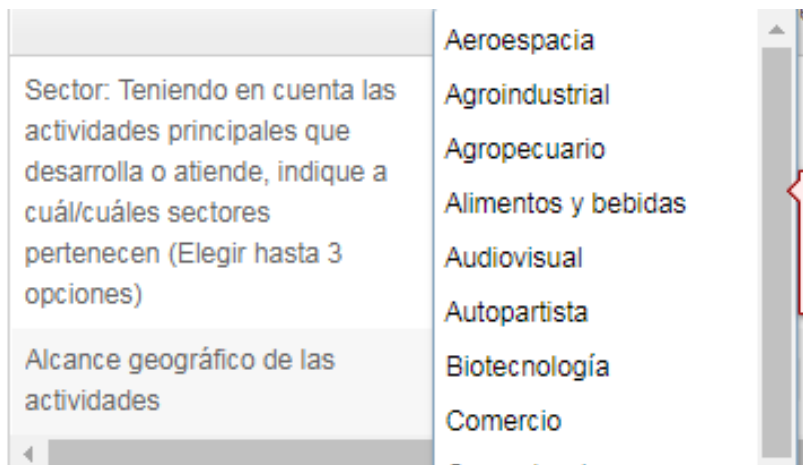 Sector: Teniendo en cuenta las
actividades principales que
desarrolla o atiende, indique a
cuál/cuáles sectores
pertenecen (Elegir hasta 3
opciones)
Alcance geográfico de las
actividades
Aeroespacia
Agroindustrial
Agropecuario
Alimentos y bebidas
Audiovisual
Autopartista
Biotecnología
Comercio